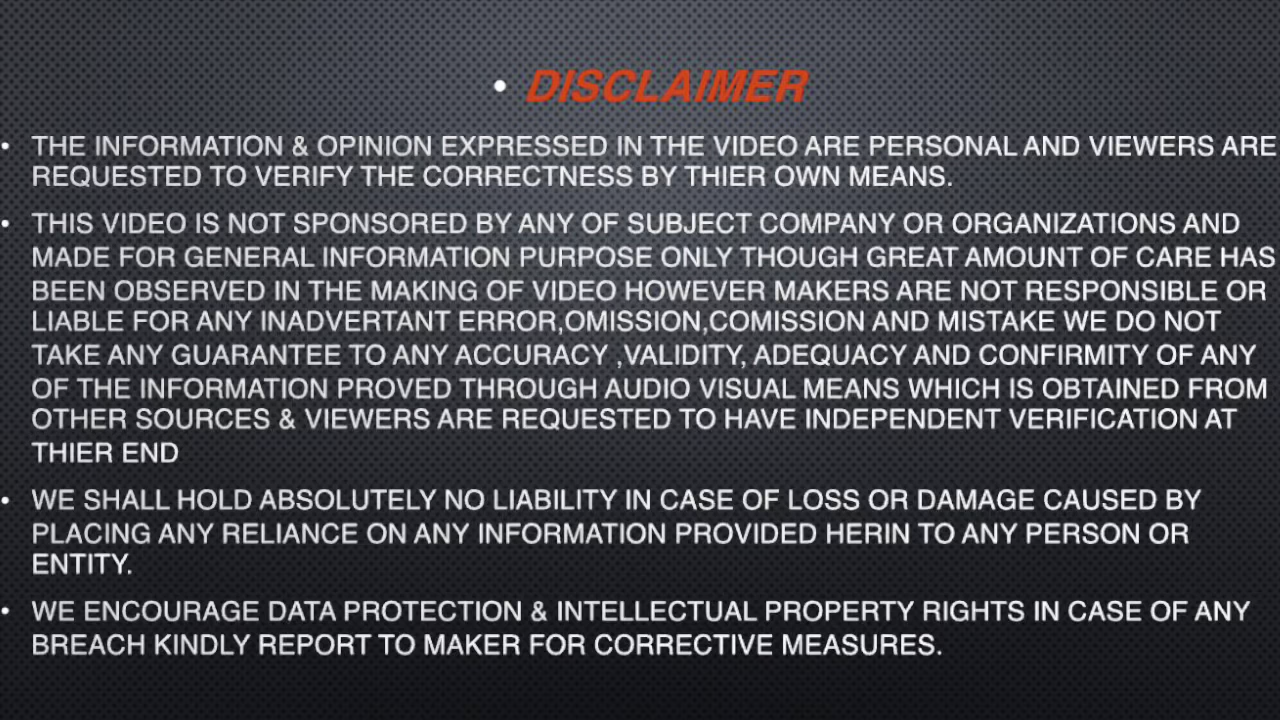 • DISCLAIMER
• THE INFORMATION & OPINION EXPRESSED IN THE VIDEO ARE PERSONAL AND VIEWERS ARE
REQUESTED TO VERIFY THE CORRECTNESS BY THIER OWN MEANS.
• THIS VIDEO IS NOT SPONSORED BY ANY OF SUBJECT COMPANY OR ORGANIZATIONS AND
MADE FOR GENERAL INFORMATION PURPOSE ONLY THOUGH GREAT AMOUNT OF CARE HAS
BEEN OBSERVED IN THE MAKING OF VIDEO HOWEVER MAKERS ARE NOT RESPONSIBLE OR
LIABLE FOR ANY INADVERTANT ERROR,OMISSION,COMISSION AND MISTAKE WE DO NOT
TAKE ANY GUARANTEE TO ANY ACCURACY ,VALIDITY, ADEQUACY AND CONFIRMITY OF ANY
OF THE INFORMATION PROVED THROUGH AUDIO VISUAL MEANS WHICH IS OBTAINED FROM
OTHER SOURCES & VIEWERS ARE REQUESTED TO HAVE INDEPENDENT VERIFICATION AT
THIER END
• WE SHALL HOLD ABSOLUTELY NO LIABILITY IN CASE OF LOSS OR DAMAGE CAUSED BY
PLACING ANY RELIANCE ON ANY INFORMATION PROVIDED HERIN TO ANY PERSON OR
ENTITY.
• WE ENCOURAGE DATA PROTECTION & INTELLECTUAL PROPERTY RIGHTS IN CASE OF ANY
BREACH KINDLY REPORT TO MAKER FOR CORRECTIVE MEASURES.